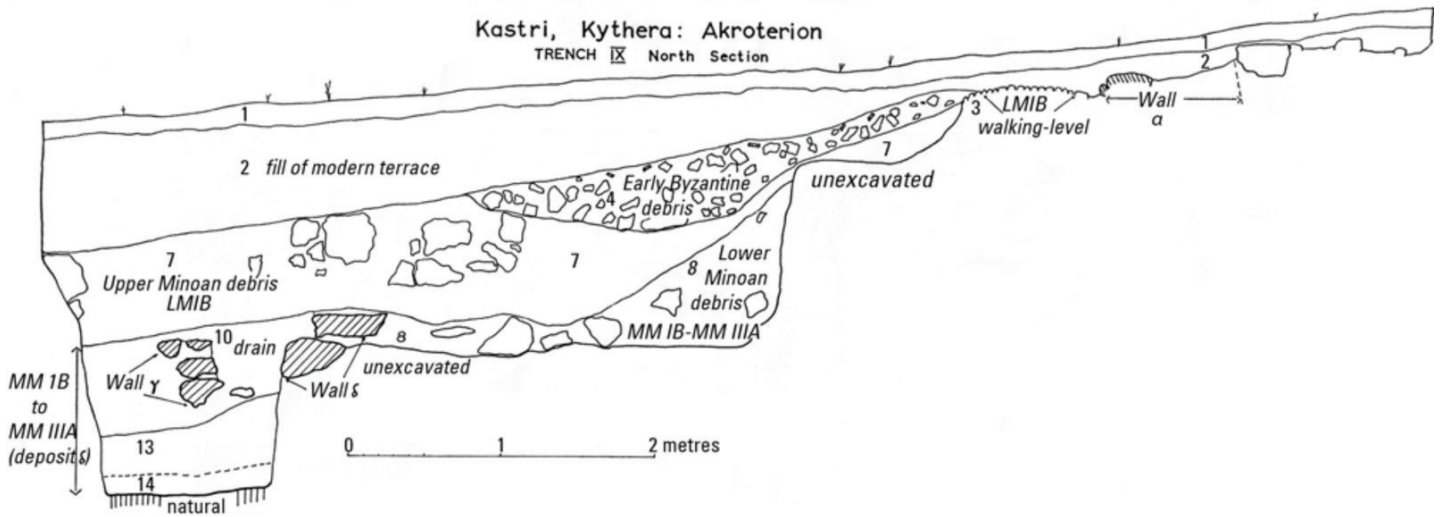 Kastri, Kythera: Akroterion
TRENCH IX North Section
1
1
2
2 fill of modern terrace
3
LMIB
walking-level
Wall
α
7
unexcavated
Early Byzantine
4
debris
7
Upper Minoan debris
LMIB
7
8
Lower
Minoan
debris
MM IB-MM IIIA
10
drain
8
unexcavated
Wall γ
Wall δ
MM 1B
to
MM IIIA
(deposit δ)
13
14
natural
0 1 2 metres